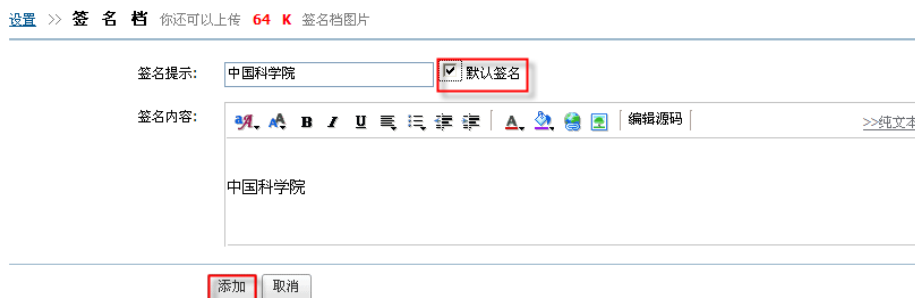 设置 >> 签 名 档 你还可以上传 64 K 签名档图片
签名提示: 中国科学院 默认签名
签名内容: B I U A 编辑源码 >>纯文本
中国科学院
添加 取消